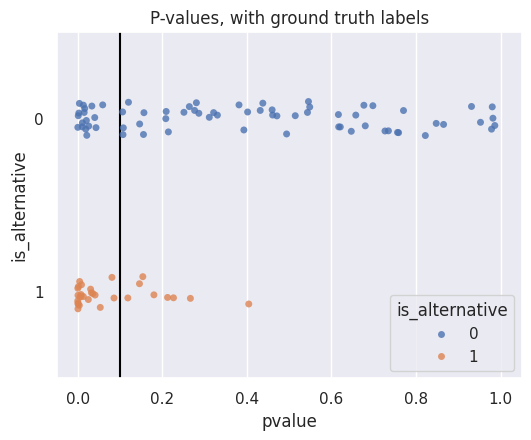 P-values, with ground truth labels
is_alternative
0
1
0.0 0.2 0.4 0.6 0.8 1.0
pvalue
is_alternative
0
1